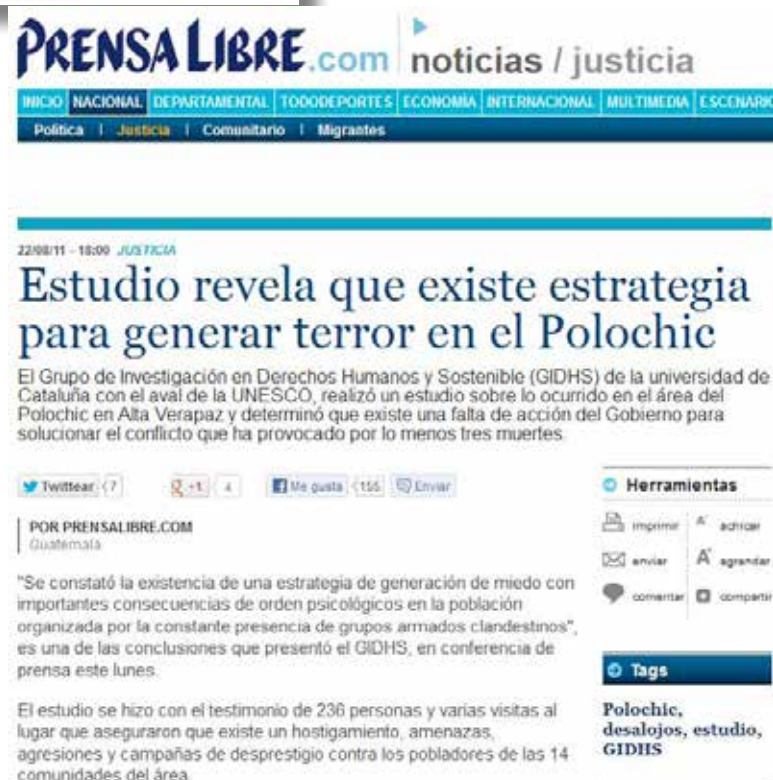 PRENSA LIBRE.com noticias / justicia
INICIO NACIONAL DEPARTAMENTAL TODODEPORTES ECONOMÍA INTERNACIONAL MULTIMEDIA ESCENARIO
Política | Justicia | Comunitario | Migrantes
22/08/11 - 18:00 JUSTICIA
Estudio revela que existe estrategia
para generar terror en el Polochic
El Grupo de Investigación en Derechos Humanos y Sostenible (GIDHS) de la universidad de
Cataluña con el aval de la UNESCO, realizó un estudio sobre lo ocurrido en el área del
Polochic en Alta Verapaz y determinó que existe una falta de acción del Gobierno para
solucionar el conflicto que ha provocado por lo menos tres muertes.
Twittear 7 +1 4 Me gusta 155 Enviar
POR PRENSALIBRE.COM
Guatemala
"Se constató la existencia de una estrategia de generación de miedo con
importantes consecuencias de orden psicológicos en la población
organizada por la constante presencia de grupos armados clandestinos",
es una de las conclusiones que presentó el GIDHS, en conferencia de
prensa este lunes.
El estudio se hizo con el testimonio de 236 personas y varias visitas al
lugar que aseguraron que existe un hostigamiento, amenazas,
agresiones y campañas de desprestigio contra los pobladores de las 14
comunidades del área.
Herramientas
imprimir A achicar
enviar A agrandar
comentar compartir
Tags
Polochic,
desalojos, estudio,
GIDHS